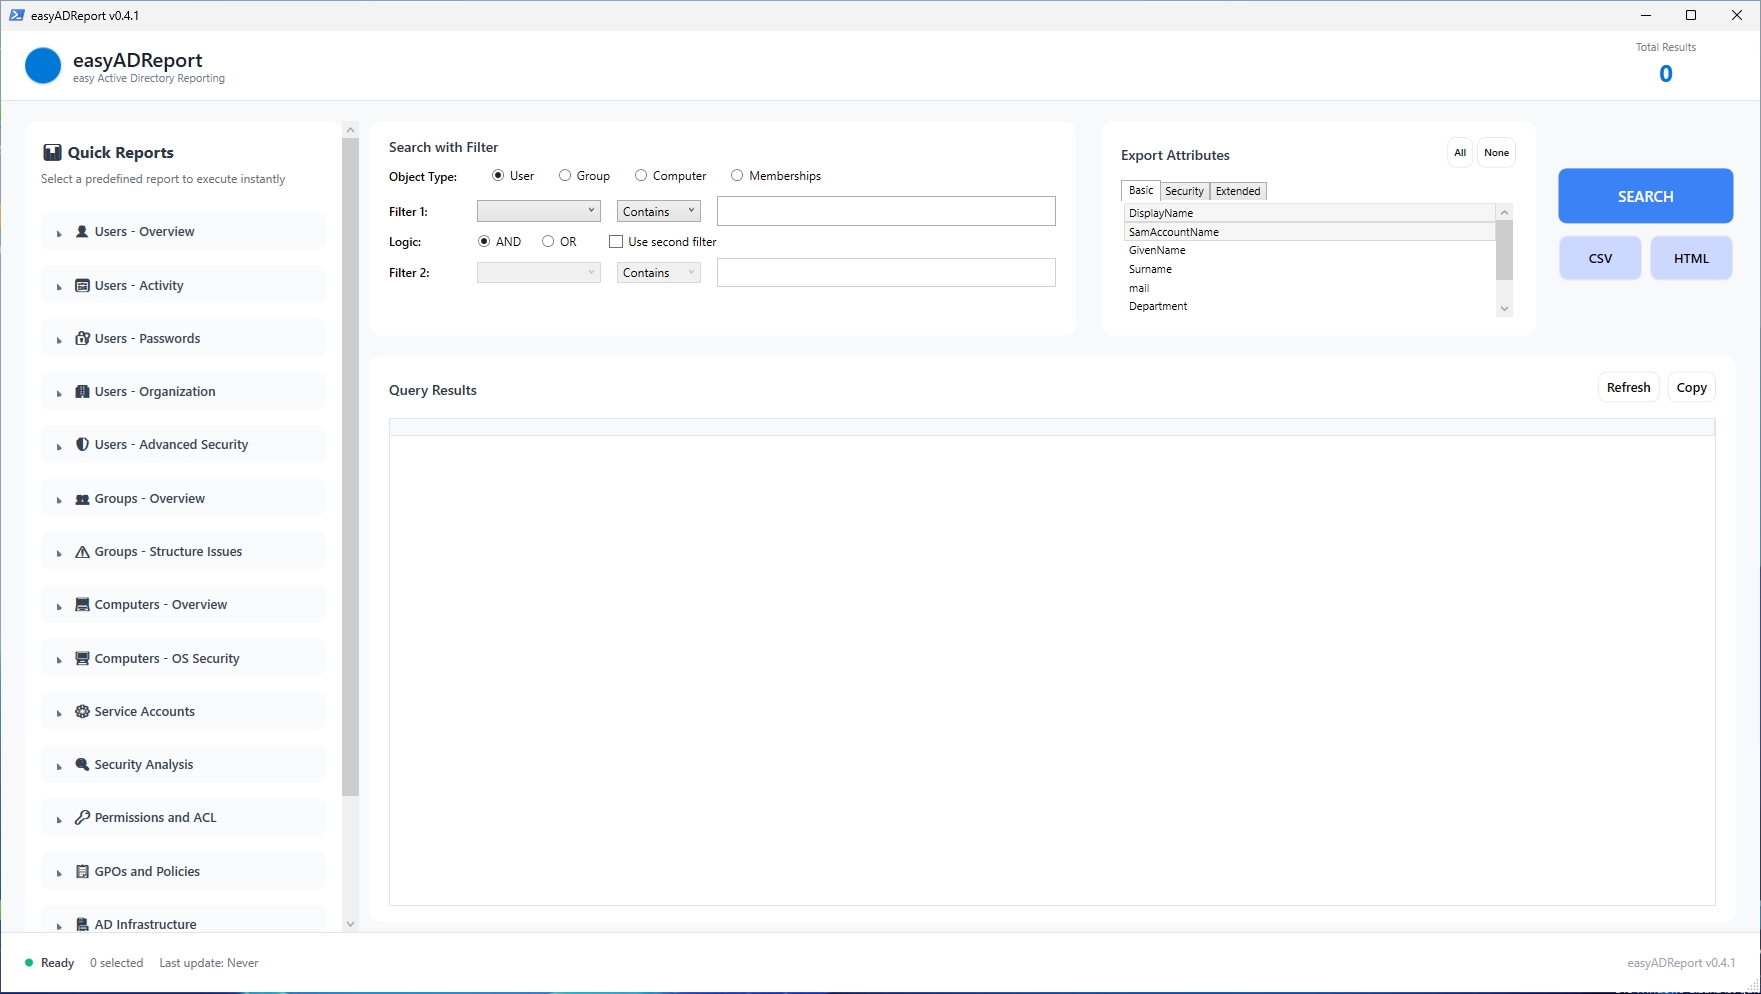 easyADReport v0.4.1
easyADReport
easy Active Directory Reporting
Total Results
0
Quick Reports
Select a predefined report to execute instantly
Users - Overview
Users - Activity
Users - Passwords
Users - Organization
Users - Advanced Security
Groups - Overview
Groups - Structure Issues
Computers - Overview
Computers - OS Security
Service Accounts
Security Analysis
Permissions and ACL
GPOs and Policies
AD Infrastructure
Search with Filter
Object Type: User Group Computer Memberships
Filter 1: Contains
Logic: AND OR Use second filter
Filter 2: Contains
Export Attributes
All None
Basic Security Extended
DisplayName
SamAccountName
GivenName
Surname
mail
Department
SEARCH
CSV HTML
Query Results
Refresh Copy
Ready 0 selected Last update: Never
easyADReport v0.4.1